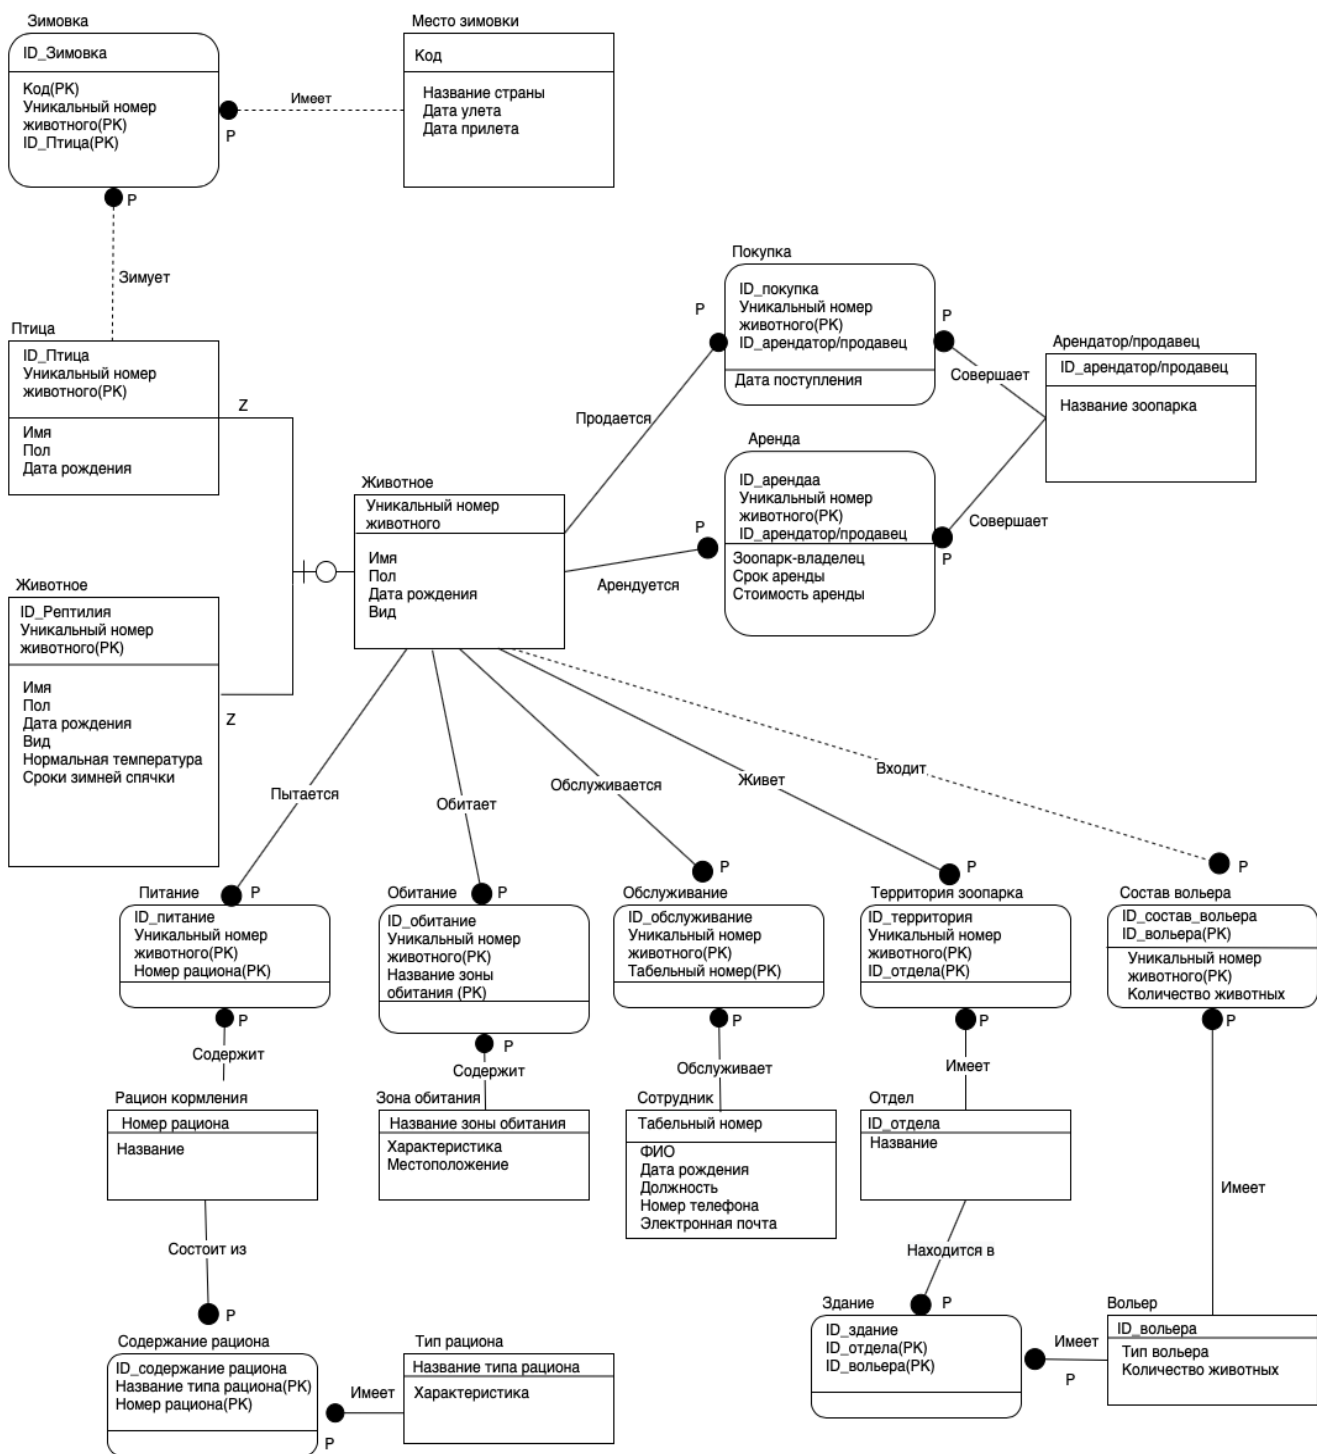 Зимовка
ID_Зимовка
Код(PK)
Уникальный номер
животного(PK)
ID_Птица(PK)
P
Имеет
Место зимовки
Код
Название страны
Дата улета
Дата прилета
P
Зимует
Птица
ID_Птица
Уникальный номер
животного(PK)
Имя
Пол
Дата рождения
Z
Животное
ID_Рептилия
Уникальный номер
животного(PK)
Имя
Пол
Дата рождения
Вид
Нормальная температура
Сроки зимней спячки
Z
Животное
Уникальный номер
животного
Имя
Пол
Дата рождения
Вид
Продается
P
Покупка
ID_покупка
Уникальный номер
животного(PK)
ID_арендатор/продавец
Дата поступления
P
Совершает
Арендатор/продавец
ID_арендатор/продавец
Название зоопарка
Арендуется
P
Аренда
ID_арендаа
Уникальный номер
животного(PK)
ID_арендатор/продавец
Зоопарк-владелец
Срок аренды
Стоимость аренды
P
Совершает
Пытается
Обитает
Обслуживается
Живет
Входит
Питание
P
ID_питание
Уникальный номер
животного(PK)
Номер рациона(PK)
P
Содержит
Рацион кормления
Номер рациона
Название
Состоит из
P
Содержание рациона
ID_содержание рациона
Название типа рациона(PK)
Номер рациона(PK)
P
Имеет
Тип рациона
Название типа рациона
Характеристика
Обитание
P
ID_обитание
Уникальный номер
животного(PK)
Название зоны
обитания (PK)
P
Содержит
Зона обитания
Название зоны обитания
Характеристика
Местоположение
Обслуживание
P
ID_обслуживание
Уникальный номер
животного(PK)
Табельный номер(PK)
P
Обслуживает
Сотрудник
Табельный номер
ФИО
Дата рождения
Должность
Номер телефона
Электронная почта
Территория зоопарка
P
ID_территория
Уникальный номер
животного(PK)
ID_отдела(PK)
P
Имеет
Отдел
ID_отдела
Название
Находится в
P
Здание
ID_здание
ID_отдела(PK)
ID_вольера(PK)
Имеет
P
Состав вольера
P
ID_состав_вольера
ID_вольера(PK)
Уникальный номер
животного(PK)
Количество животных
P
Имеет
Вольер
ID_вольера
Тип вольера
Количество животных